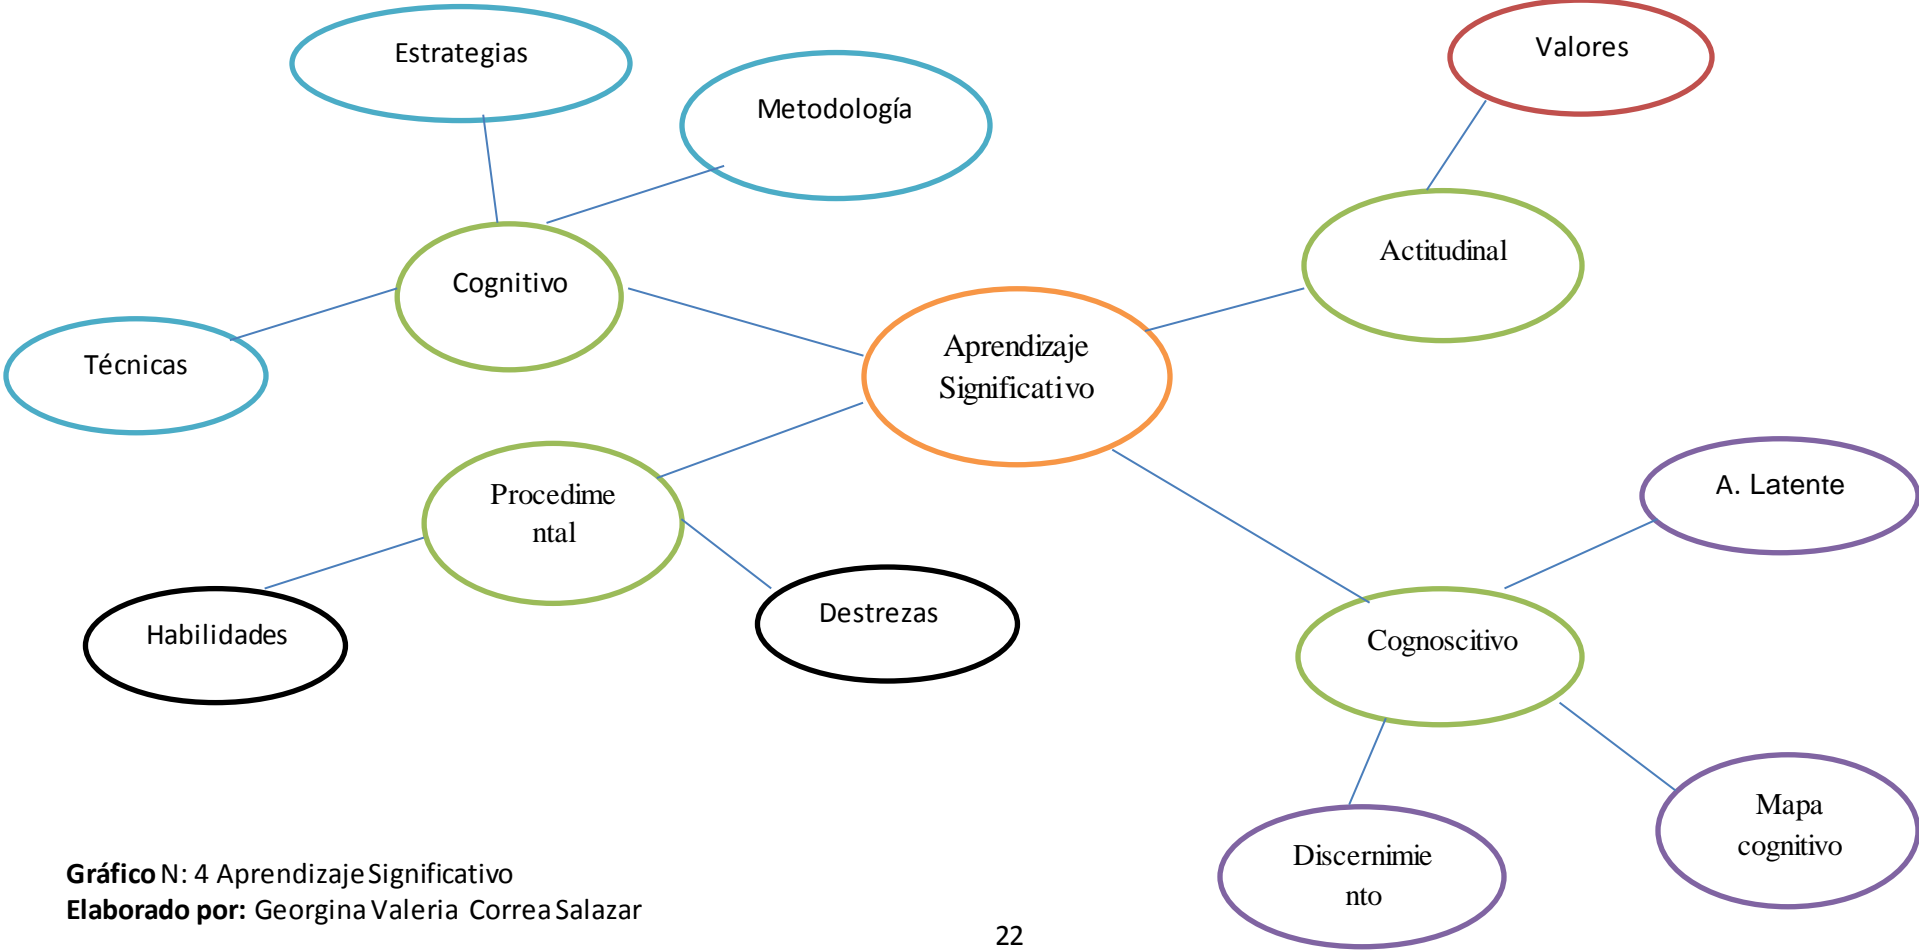 Estrategias
Valores
Metodología
Actitudinal
Cognitivo
Técnicas
Aprendizaje
Significativo
Procedime
ntal
A. Latente
Habilidades
Destrezas
Cognoscitivo
Mapa
cognitivo
Discernimie
nto
Gráfico N: 4 Aprendizaje Significativo
Elaborado por: Georgina Valeria Correa Salazar
22